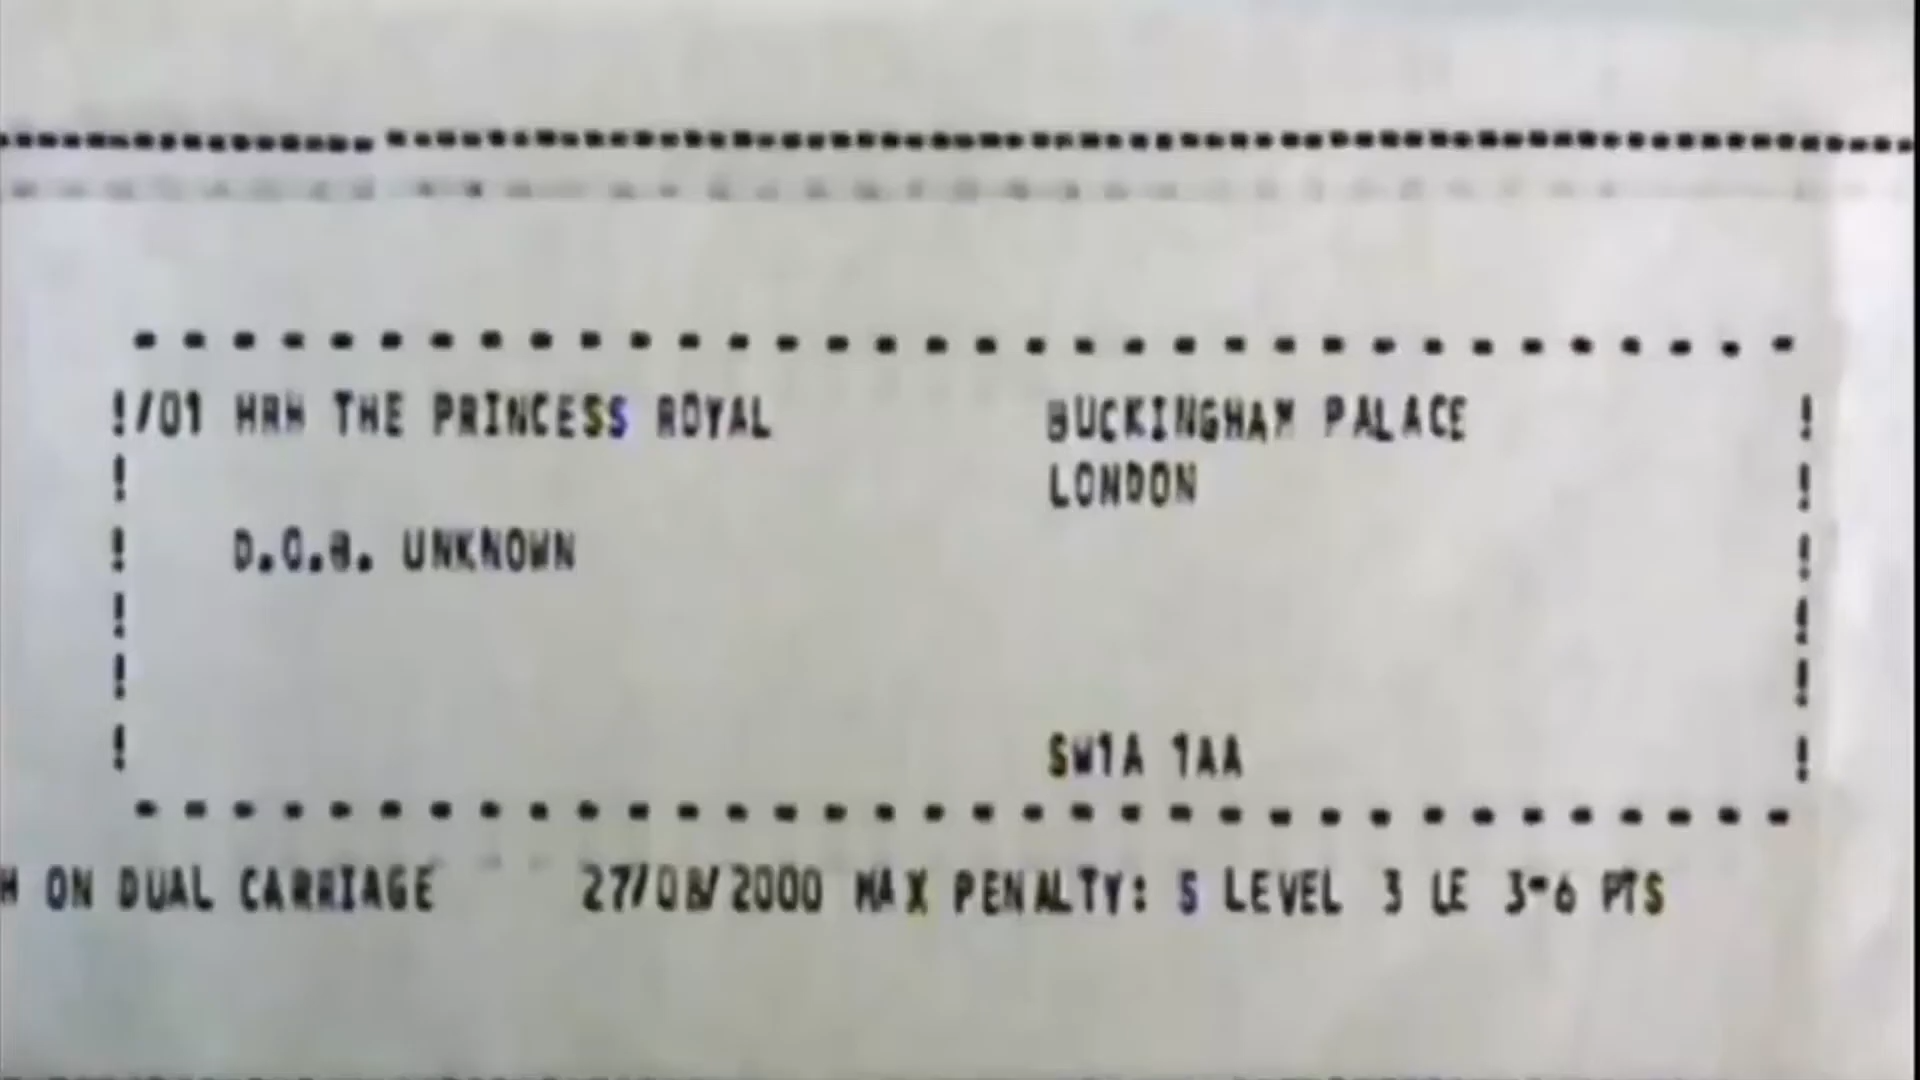 !/01 HRH THE PRINCESS ROYAL BUCKINGHAM PALACE !
! LONDON !
! D.O.B. UNKNOWN !
! !
! !
! SW1A 1AA !
H ON DUAL CARRIAGE 27/08/2000 MAX PENALTY: S LEVEL 3 LE 3-6 PTS